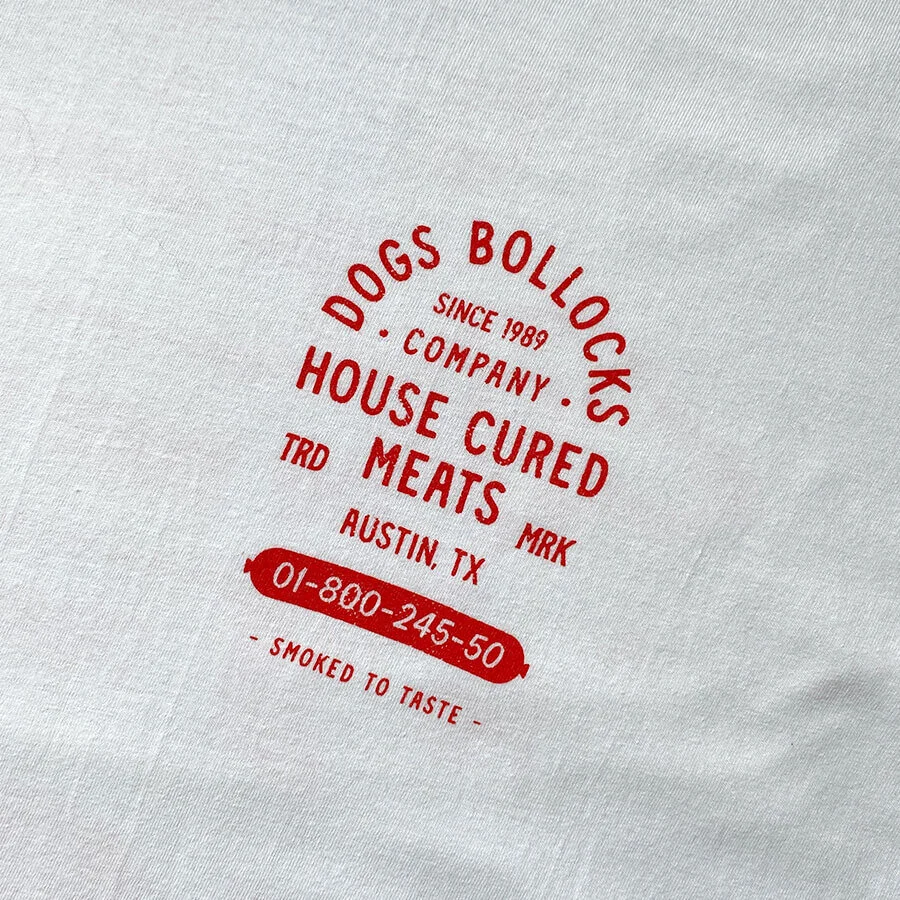 DOGS BOLLOCKS
SINCE 1989
. COMPANY .
HOUSE CURED
TRD MEATS MRK
AUSTIN, TX
01-800-245-50
- SMOKED TO TASTE -